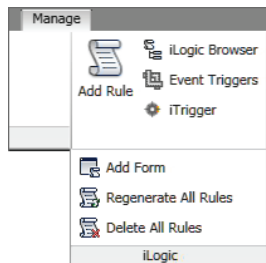 Manage
Add Rule
iLogic Browser
Event Triggers
iTrigger
Add Form
Regenerate All Rules
Delete All Rules
iLogic